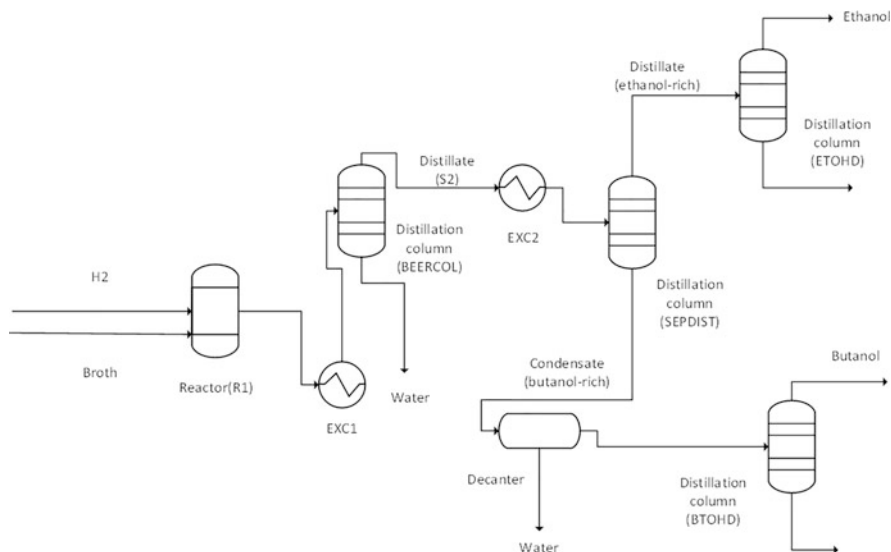 Ethanol
Distillate
(ethanol-rich)
Distillation
column
(ETOHD)
Distillate
(S2)
EXC2
Distillation
column
(BEERCOL)
H2
Distillation
column
(SEPDIST)
Broth
Reactor(R1)
EXC1
Water
Condensate
(butanol-rich)
Butanol
Decanter
Distillation
column
(BTOHD)
Water